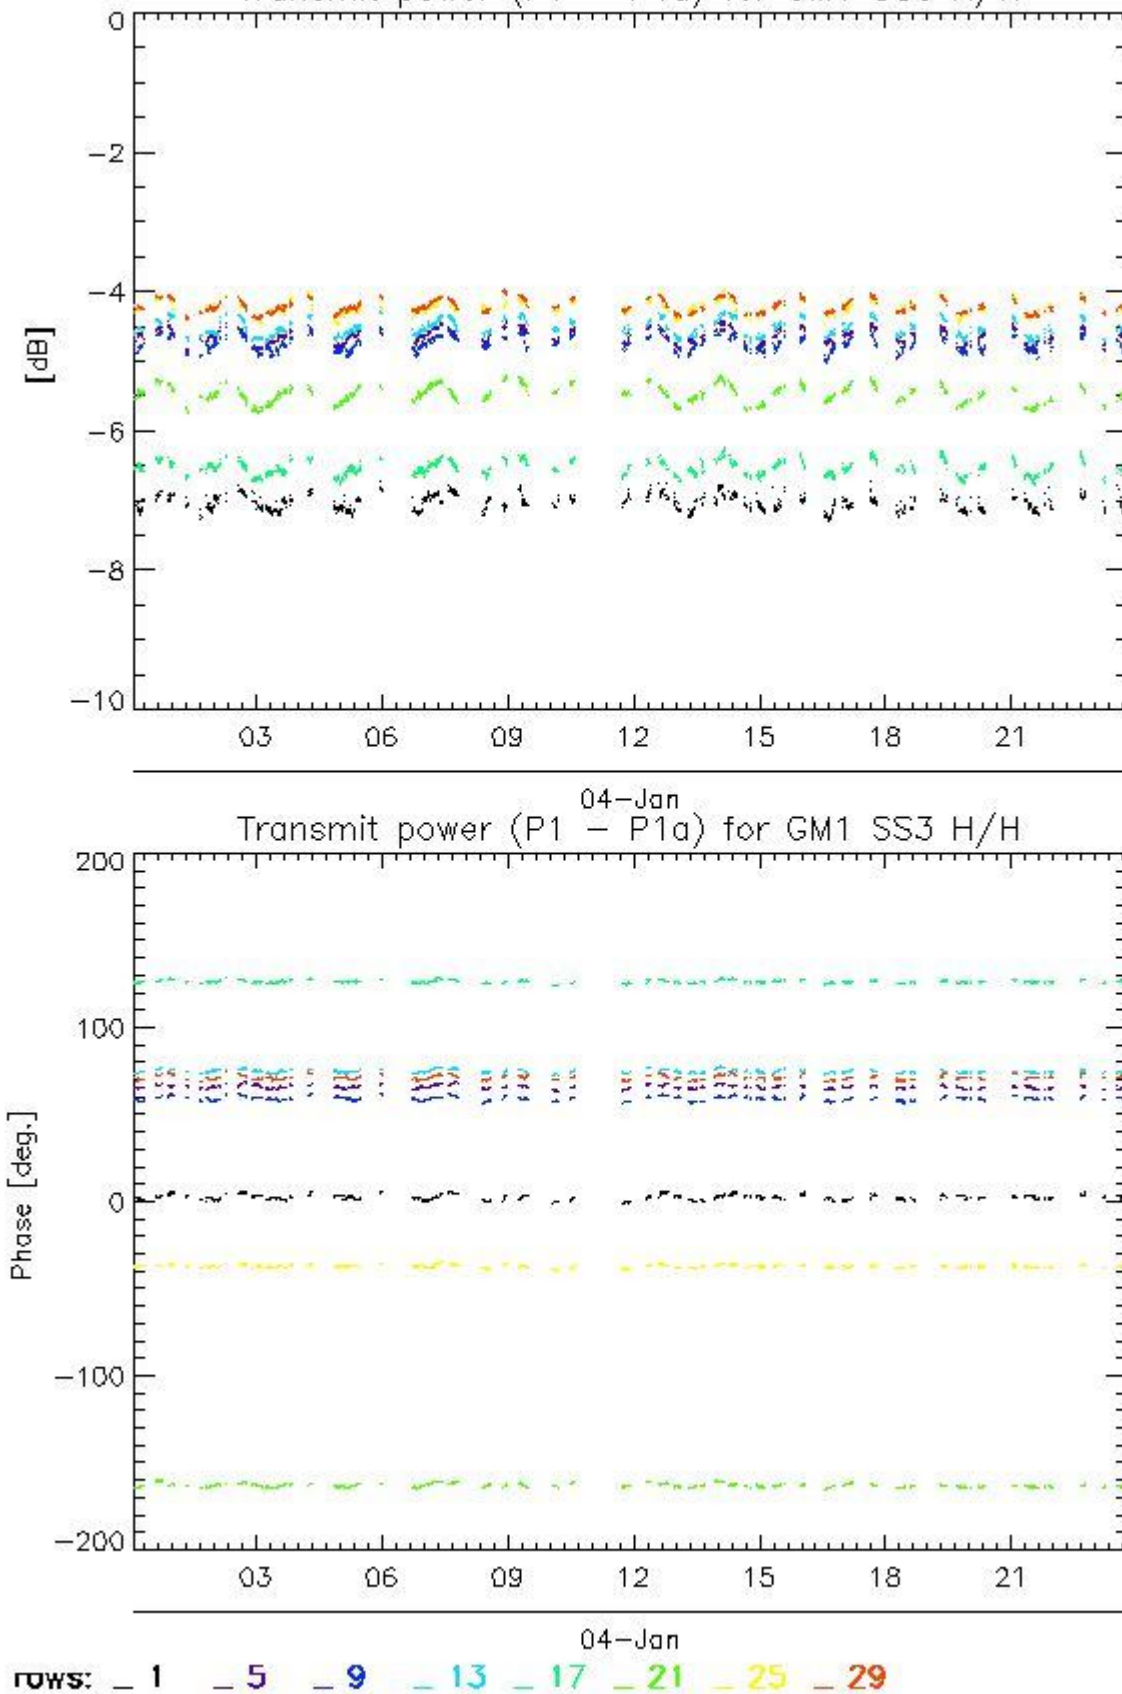 0
−2
−4
[dB]
−6
−8
−10
03 06 09 12 15 18 21
04−Jan
Transmit power (P1 − P1a) for GM1 SS3 H/H
200
100
Phase [deg.]
0
−100
−200
03 06 09 12 15 18 21
04−Jan
rows: _ 1 _ 5 _ 9 _ 13 _ 17 _ 21 _ 25 _ 29